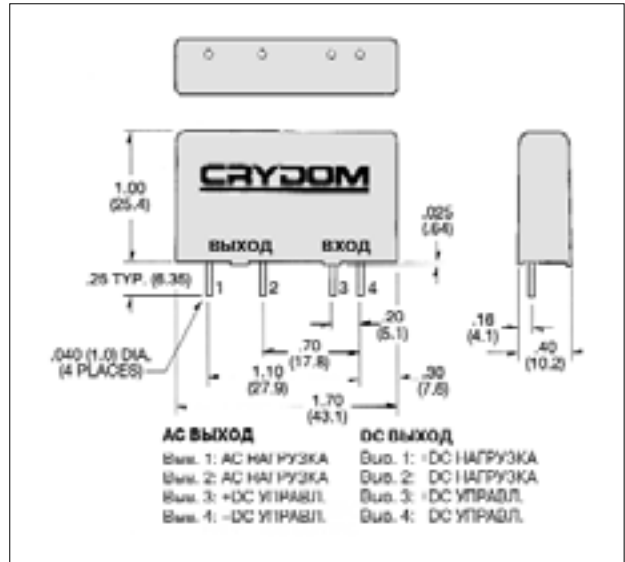 CRYDOM
1.00
(25.4)
.025
(.64)
ВЫХОД ВХОД
.25 TYP. (6.35)
1 2 3 4
.20
(5.1)
.16
(4.1)
.040 (1.0) DIA.
(4 PLACES)
.70
(17.8)
.40
(10.2)
1.10
(27.9)
.30
(7.6)
1.70
(43.1)
AC ВЫХОД
Выв. 1: AC НАГРУЗКА
Выв. 2: AC НАГРУЗКА
Выв. 3: +DC УПРАВЛ.
Выв. 4: –DC УПРАВЛ.
DC ВЫХОД
Выв. 1: DC НАГРУЗКА
Выв. 2: DC НАГРУЗКА
Выв. 3: DC УПРАВЛ.
Выв. 4: DC УПРАВЛ.